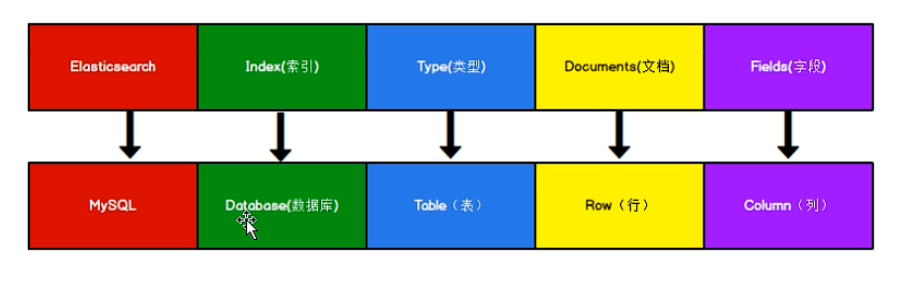 Elasticsearch Index(索引) Type(类型) Documents(文档) Fields(字段)
MySQL Database(数据库) Table（表） Row（行） Column（列）